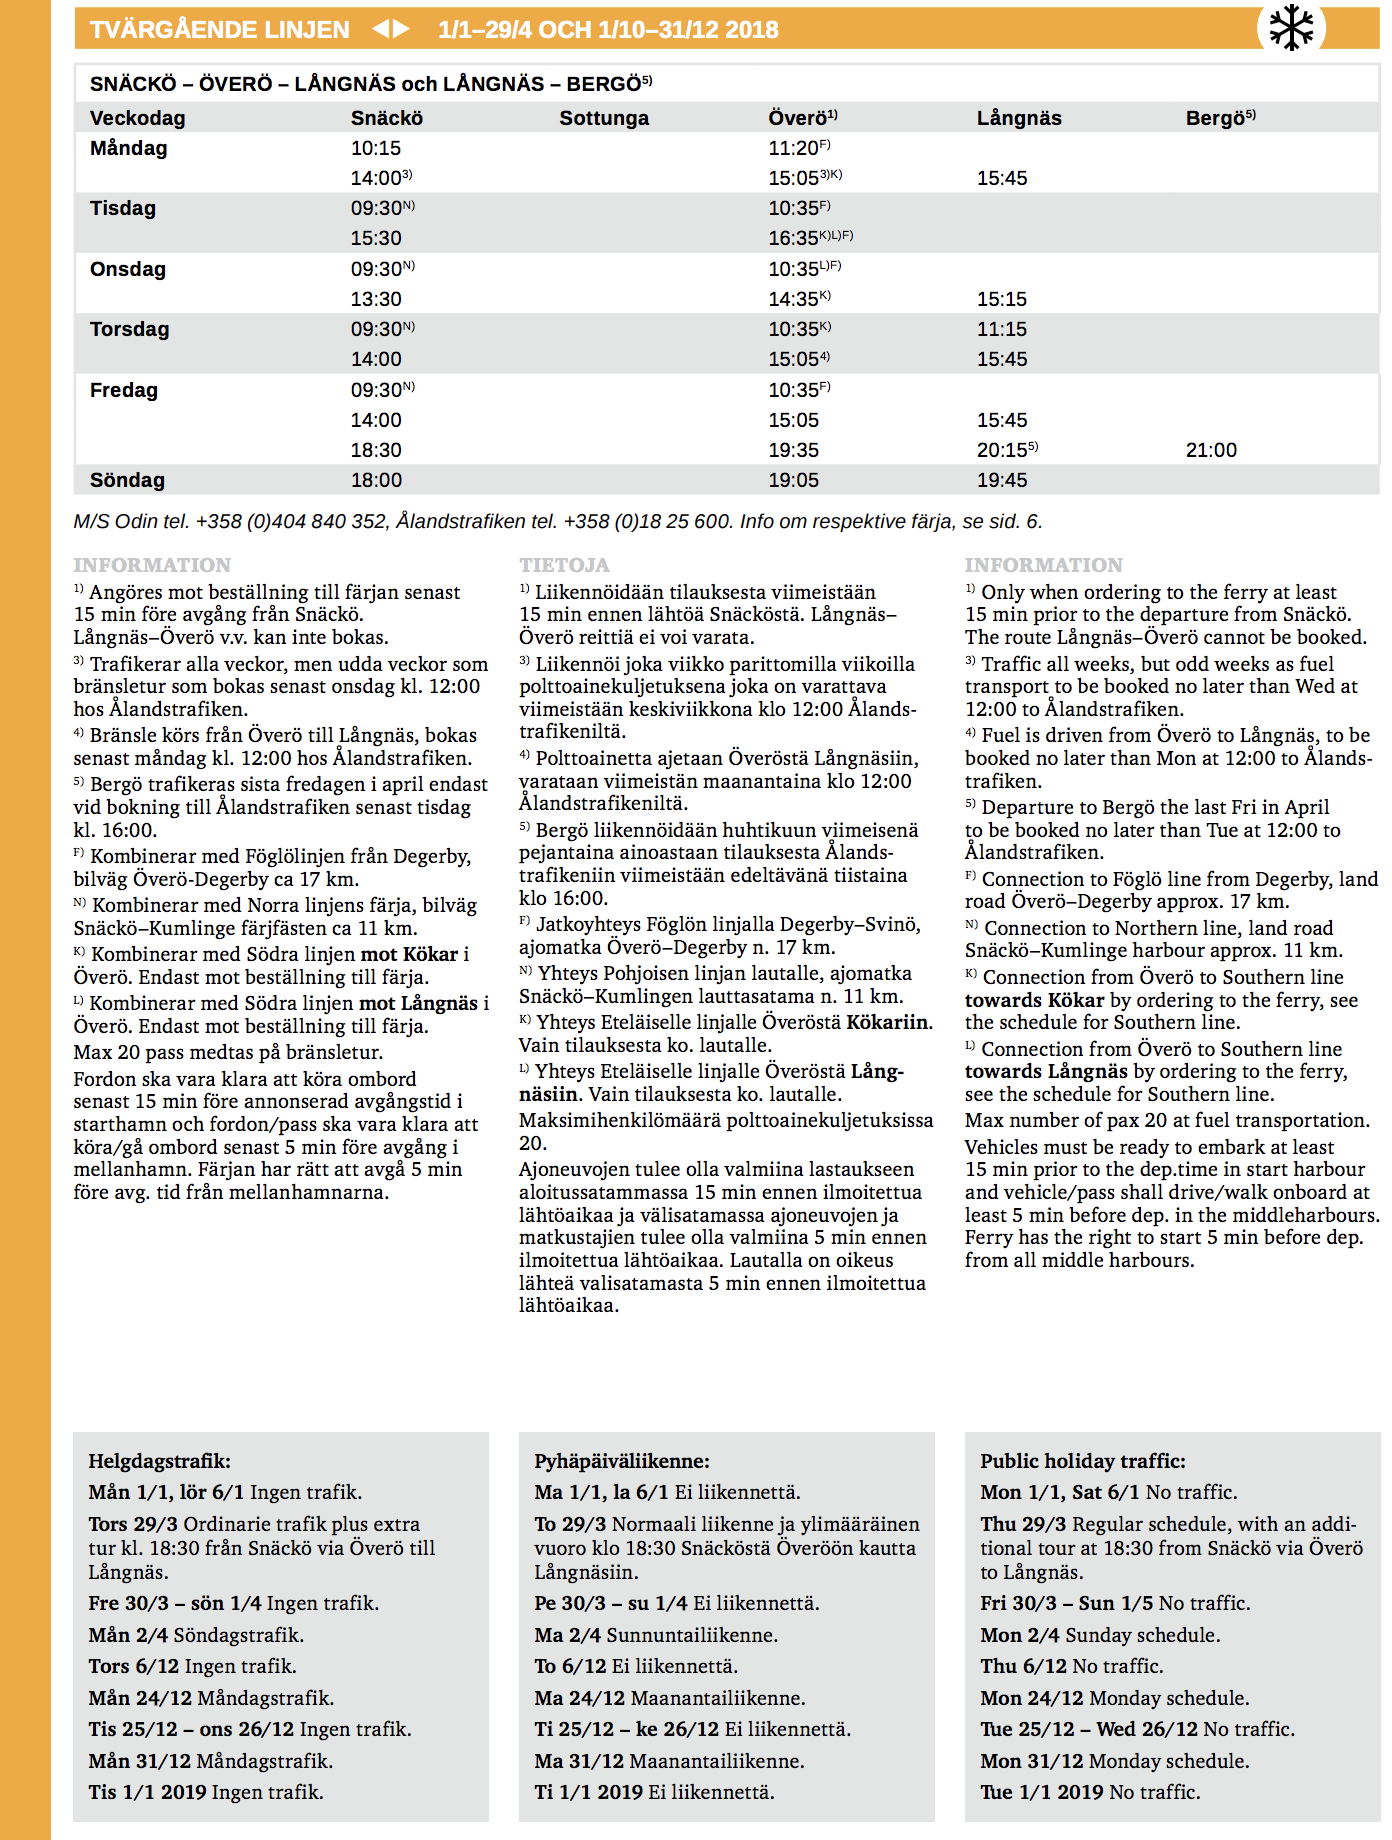 TVÄRGÅENDE LINJEN ◀▶ 1/1–29/4 OCH 1/10–31/12 2018
SNÄCKÖ – ÖVERÖ – LÅNGNÄS och LÅNGNÄS – BERGÖ5)
Veckodag Snäckö Sottunga Överö1) Långnäs Bergö5)
Måndag 10:15 11:20F)
14:003) 15:053)K) 15:45
Tisdag 09:30N) 10:35F)
15:30 16:35K)L)F)
Onsdag 09:30N) 10:35L)F)
13:30 14:35K) 15:15
Torsdag 09:30N) 10:35K) 11:15
14:00 15:054) 15:45
Fredag 09:30N) 10:35F)
14:00 15:05 15:45
18:30 19:35 20:155) 21:00
Söndag 18:00 19:05 19:45
M/S Odin tel. +358 (0)404 840 352, Ålandstrafiken tel. +358 (0)18 25 600. Info om respektive färja, se sid. 6.
INFORMATION
1) Angöres mot beställning till färjan senast
15 min före avgång från Snäckö.
Långnäs–Överö v.v. kan inte bokas.
3) Trafikerar alla veckor, men udda veckor som
bränsletur som bokas senast onsdag kl. 12:00
hos Ålandstrafiken.
4) Bränsle körs från Överö till Långnäs, bokas
senast måndag kl. 12:00 hos Ålandstrafiken.
5) Bergö trafikeras sista fredagen i april endast
vid bokning till Ålandstrafiken senast tisdag
kl. 16:00.
F) Kombinerar med Föglölinjen från Degerby,
bilväg Överö-Degerby ca 17 km.
N) Kombinerar med Norra linjens färja, bilväg
Snäckö–Kumlinge färjfästen ca 11 km.
K) Kombinerar med Södra linjen mot Kökar i
Överö. Endast mot beställning till färja.
L) Kombinerar med Södra linjen mot Långnäs i
Överö. Endast mot beställning till färja.
Max 20 pass medtas på bränsletur.
Fordon ska vara klara att köra ombord
senast 15 min före annonserad avgångstid i
starthamn och fordon/pass ska vara klara att
köra/gå ombord senast 5 min före avgång i
mellanhamn. Färjan har rätt att avgå 5 min
före avg. tid från mellanhamnarna.
TIETOJA
1) Liikennöidään tilauksesta viimeistään
15 min ennen lähtöä Snäcköstä. Långnäs–
Överö reittiä ei voi varata.
3) Liikennöi joka viikko parittomilla viikoilla
polttoainekuljetuksena joka on varattava
viimeistään keskiviikkona klo 12:00 Ålands-
trafikeniltä.
4) Polttoainetta ajetaan Överöstä Långnäsiin,
varataan viimeistän maanantaina klo 12:00
Ålandstrafikeniltä.
5) Bergö liikennöidään huhtikuun viimeisenä
pejantaina ainoastaan tilauksesta Ålands-
trafikeniin viimeistään edeltävänä tiistaina
klo 16:00.
F) Jatkoyhteys Föglön linjalla Degerby–Svinö,
ajomatka Överö–Degerby n. 17 km.
N) Yhteys Pohjoisen linjan lautalle, ajomatka
Snäckö–Kumlingen lauttasatama n. 11 km.
K) Yhteys Eteläiselle linjalle Överöstä Kökariin.
Vain tilauksesta ko. lautalle.
L) Yhteys Eteläiselle linjalle Överöstä Lång-
näsiin. Vain tilauksesta ko. lautalle.
Maksimihenkilömäärä polttoainekuljetuksissa
20.
Ajoneuvojen tulee olla valmiina lastaukseen
aloitussatammassa 15 min ennen ilmoitettua
lähtöaikaa ja välisatamassa ajoneuvojen ja
matkustajien tulee olla valmiina 5 min ennen
ilmoitettua lähtöaikaa. Lautalla on oikeus
lähteä valisatamasta 5 min ennen ilmoitettua
lähtöaikaa.
INFORMATION
1) Only when ordering to the ferry at least
15 min prior to the departure from Snäckö.
The route Långnäs–Överö cannot be booked.
3) Traffic all weeks, but odd weeks as fuel
transport to be booked no later than Wed at
12:00 to Ålandstrafiken.
4) Fuel is driven from Överö to Långnäs, to be
booked no later than Mon at 12:00 to Ålands-
trafiken.
5) Departure to Bergö the last Fri in April
to be booked no later than Tue at 12:00 to
Ålandstrafiken.
F) Connection to Föglö line from Degerby, land
road Överö–Degerby approx. 17 km.
N) Connection to Northern line, land road
Snäckö–Kumlinge harbour approx. 11 km.
K) Connection from Överö to Southern line
towards Kökar by ordering to the ferry, see
the schedule for Southern line.
L) Connection from Överö to Southern line
towards Långnäs by ordering to the ferry,
see the schedule for Southern line.
Max number of pax 20 at fuel transportation.
Vehicles must be ready to embark at least
15 min prior to the dep.time in start harbour
and vehicle/pass shall drive/walk onboard at
least 5 min before dep. in the middleharbours.
Ferry has the right to start 5 min before dep.
from all middle harbours.
Helgdagstrafik:
Mån 1/1, lör 6/1 Ingen trafik.
Tors 29/3 Ordinarie trafik plus extra
tur kl. 18:30 från Snäckö via Överö till
Långnäs.
Fre 30/3 – sön 1/4 Ingen trafik.
Mån 2/4 Söndagstrafik.
Tors 6/12 Ingen trafik.
Mån 24/12 Måndagstrafik.
Tis 25/12 – ons 26/12 Ingen trafik.
Mån 31/12 Måndagstrafik.
Tis 1/1 2019 Ingen trafik.
Pyhäpäiväliikenne:
Ma 1/1, la 6/1 Ei liikennettä.
To 29/3 Normaali liikenne ja ylimääräinen
vuoro klo 18:30 Snäcköstä Överöön kautta
Långnäsiin.
Pe 30/3 – su 1/4 Ei liikennettä.
Ma 2/4 Sunnuntailiikenne.
To 6/12 Ei liikennettä.
Ma 24/12 Maanantailiikenne.
Ti 25/12 – ke 26/12 Ei liikennettä.
Ma 31/12 Maanantailiikenne.
Ti 1/1 2019 Ei liikennettä.
Public holiday traffic:
Mon 1/1, Sat 6/1 No traffic.
Thu 29/3 Regular schedule, with an addi-
tional tour at 18:30 from Snäckö via Överö
to Långnäs.
Fri 30/3 – Sun 1/5 No traffic.
Mon 2/4 Sunday schedule.
Thu 6/12 No traffic.
Mon 24/12 Monday schedule.
Tue 25/12 – Wed 26/12 No traffic.
Mon 31/12 Monday schedule.
Tue 1/1 2019 No traffic.